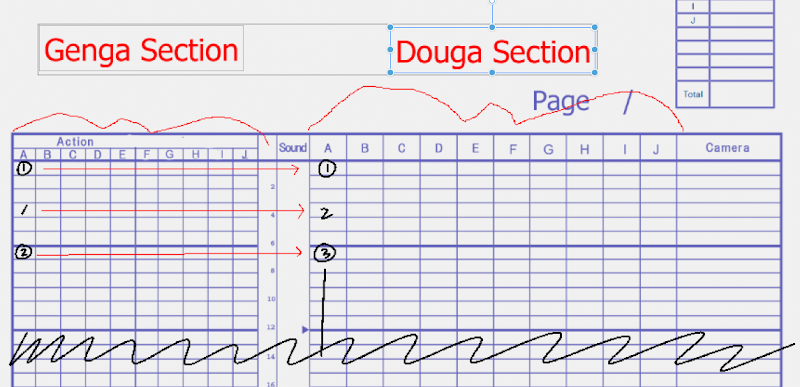 I
J
Genga Section
Douga Section
Total
Page /
Action Sound A B C D E F G H I J Camera
A B C D E F G H I J
① ①
2
1 2
4
② ③
6
8
10
12
14
16